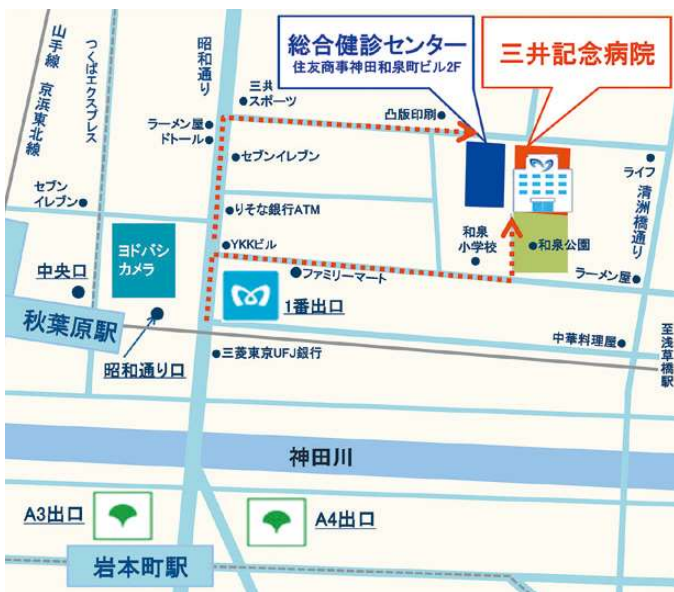 総合健診センター
住友商事神田和泉町ビル2F
三井記念病院
山手線 京浜東北線
つくばエクスプレス
昭和通り
三共
スポーツ
凸版印刷
ラーメン屋
ドトール
セブンイレブン
ライフ
清洲橋通り
セブン
イレブン
りそな銀行ATM
和泉
小学校
和泉公園
YKKビル
ヨドバシ
カメラ
ファミリーマート
ラーメン屋
中央口
1番出口
秋葉原駅
昭和通り口
三菱東京UFJ銀行
中華料理屋
至浅草橋駅
神田川
A3出口
A4出口
岩本町駅